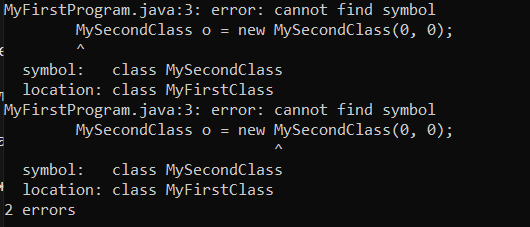 MyFirstProgram.java:3: error: cannot find symbol
        MySecondClass o = new MySecondClass(0, 0);
        ^
  symbol:   class MySecondClass
  location: class MyFirstClass
MyFirstProgram.java:3: error: cannot find symbol
        MySecondClass o = new MySecondClass(0, 0);
                              ^
  symbol:   class MySecondClass
  location: class MyFirstClass
2 errors